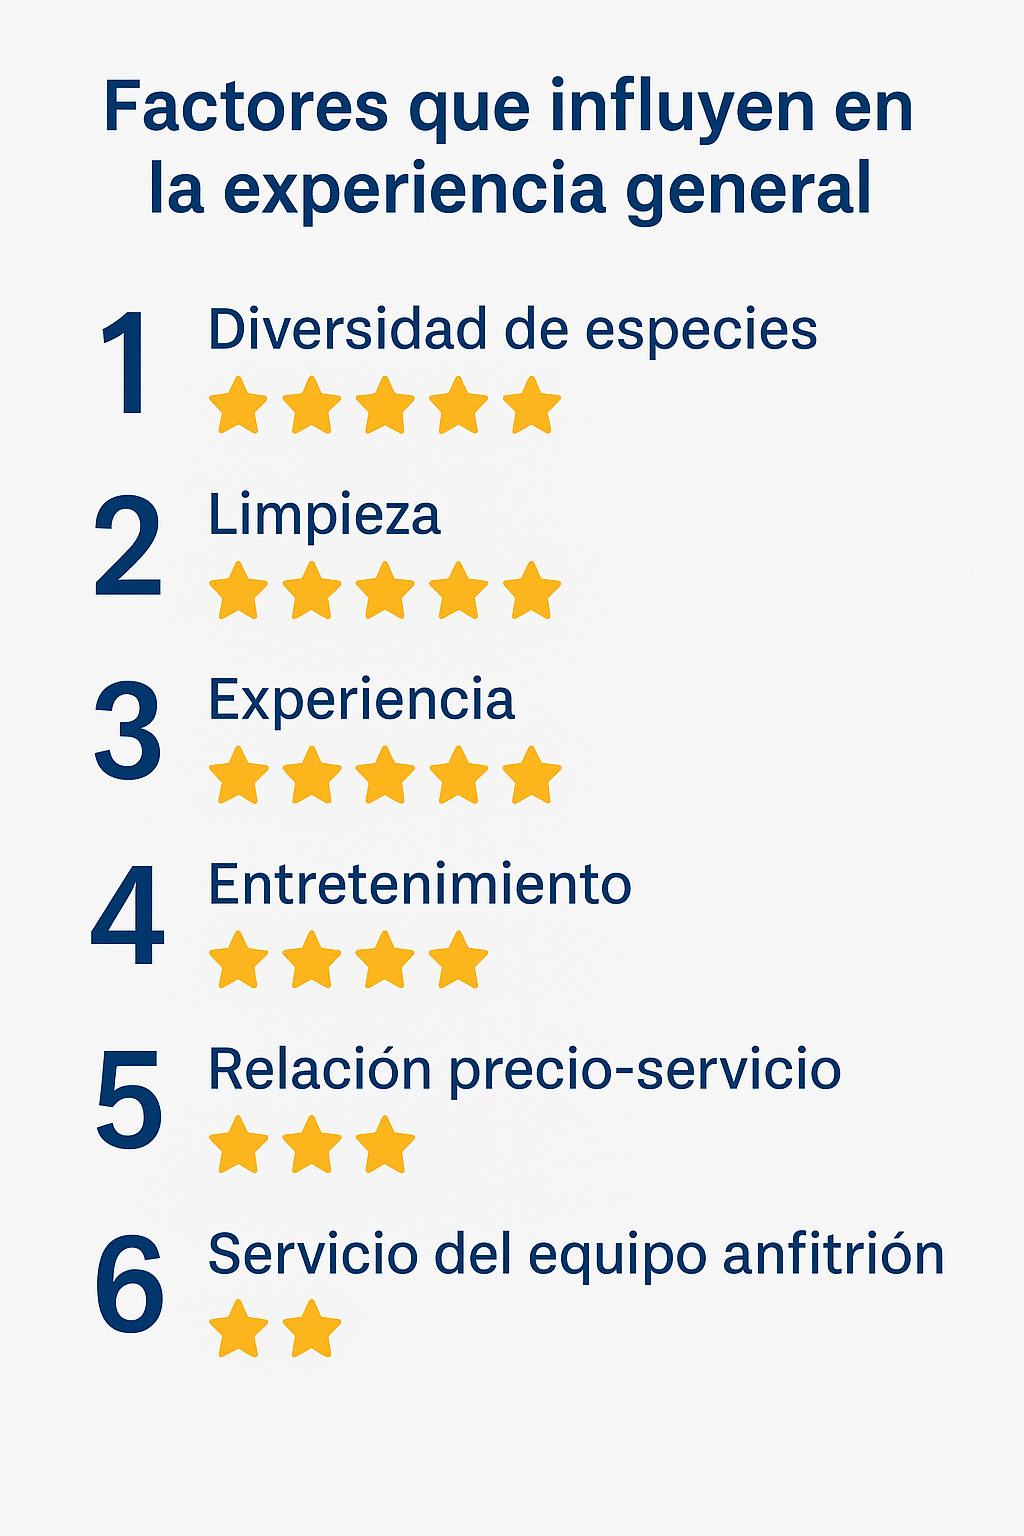 Factores que influyen en
la experiencia general
1 Diversidad de especies
2 Limpieza
3 Experiencia
4 Entretenimiento
5 Relación precio-servicio
6 Servicio del equipo anfitrión